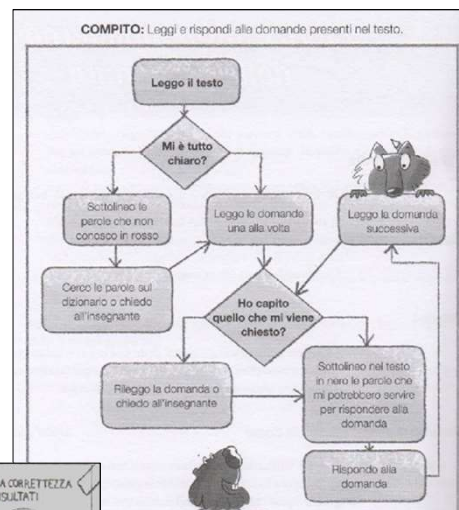 COMPITO: Leggi e rispondi alle domande presenti nel testo.
Leggo il testo
Mi è tutto
chiaro?
Sottolineo le
parole che non
conosco in rosso
Leggo le domande
una alla volta
Leggo la domanda
successiva
Cerco le parole sul
dizionario o chiedo
all'insegnante
Ho capito
quello che mi viene
chiesto?
Rileggo la domanda o
chiedo all'insegnante
Sottolineo nel testo
in nero le parole che
mi potrebbero servire
per rispondere alla
domanda
Rispondo alla
domanda
A CORRETTEZZA
SULTATI